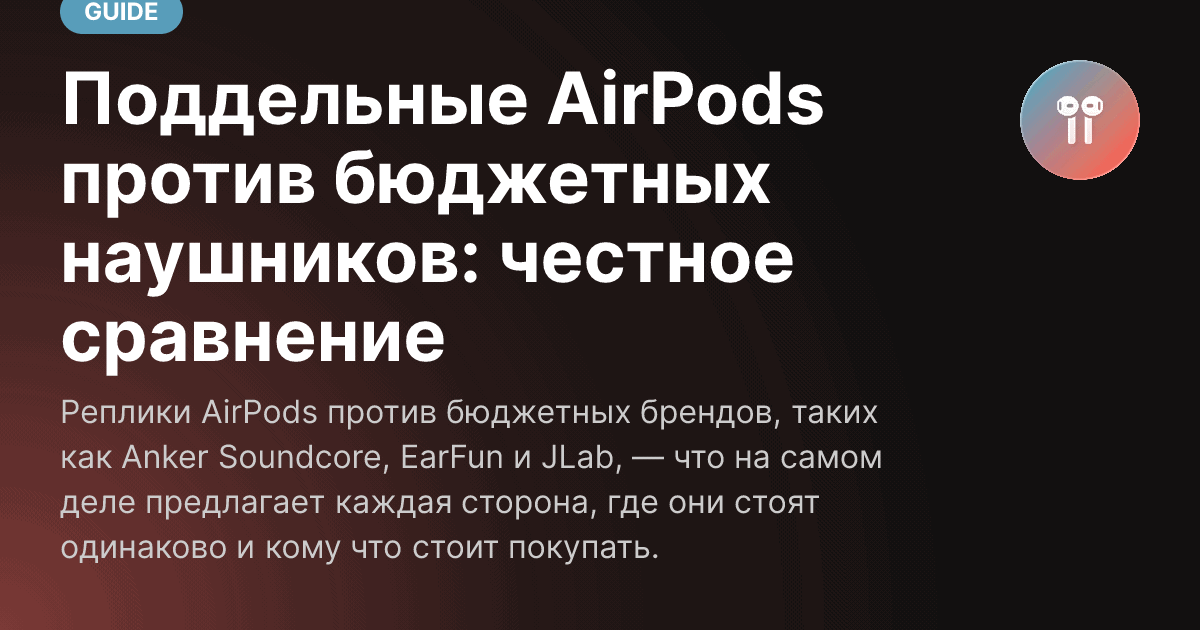 GUIDE
Поддельные AirPods
против бюджетных
наушников: честное
сравнение
Реплики AirPods против бюджетных брендов, таких
как Anker Soundcore, EarFun и JLab, — что на самом
деле предлагает каждая сторона, где они стоят
одинаково и кому что стоит покупать.